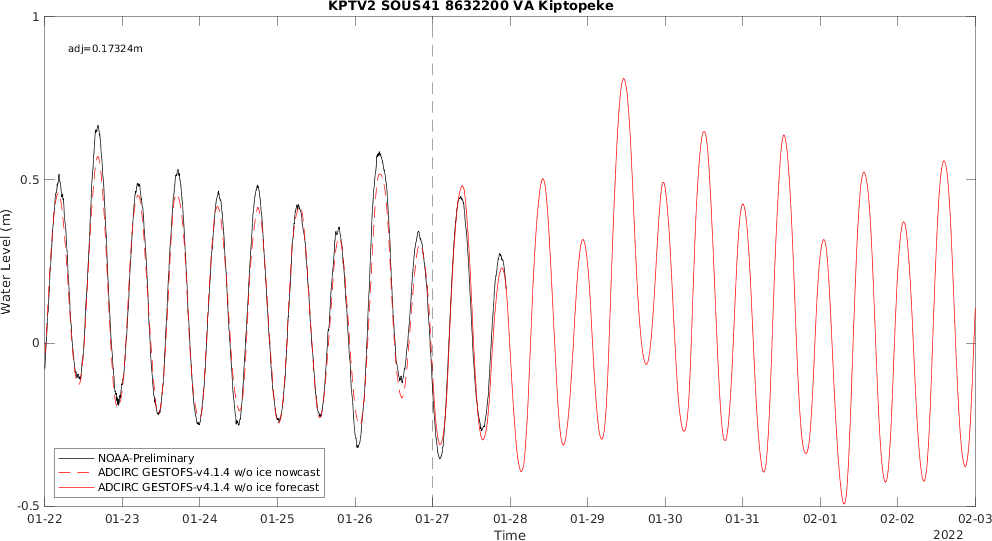 KPTV2 SOUS41 8632200 VA Kiptopeke
adj=0.17324m
1
0.5
0
-0.5
Water Level (m)
NOAA-Preliminary
ADCIRC GESTOFS-v4.1.4 w/o ice nowcast
ADCIRC GESTOFS-v4.1.4 w/o ice forecast
01-22 01-23 01-24 01-25 01-26 01-27 01-28 01-29 01-30 01-31 02-01 02-02 02-03
Time
2022